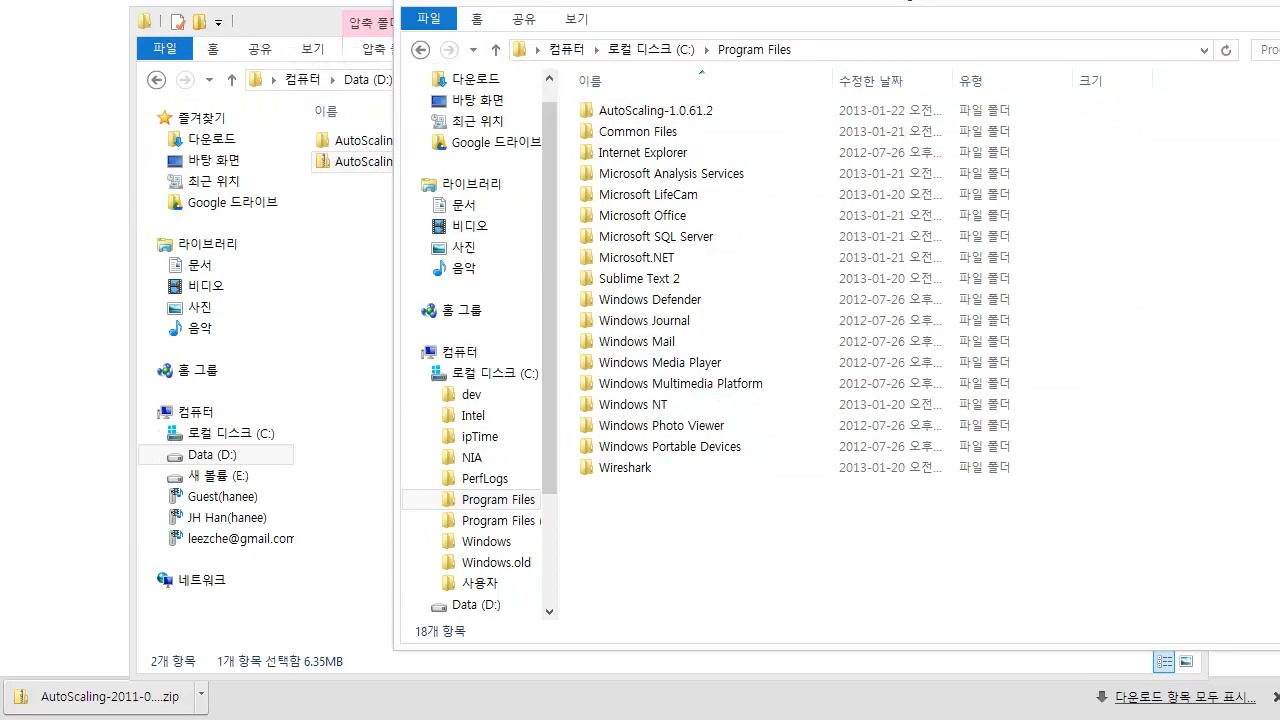 압축 폴더
파일 홈 공유 보기 압축
컴퓨터 Data (D:)
즐겨찾기
다운로드
바탕 화면
최근 위치
Google 드라이브
라이브러리
문서
비디오
사진
음악
홈 그룹
컴퓨터
로컬 디스크 (C:)
Data (D:)
새 볼륨 (E:)
Guest(hanee)
JH Han(hanee)
leezche@gmail.com
네트워크
이름
AutoScalin
AutoScalin
2개 항목 1개 항목 선택함 6.35MB
파일 홈 공유 보기
컴퓨터 로컬 디스크 (C:) Program Files
Pro
다운로드
바탕 화면
최근 위치
Google 드라이브
라이브러리
문서
비디오
사진
음악
홈 그룹
컴퓨터
로컬 디스크 (C:)
dev
Intel
ipTime
NIA
PerfLogs
Program Files
Program Files (
Windows
Windows.old
사용자
Data (D:)
이름 수정한 날짜 유형 크기
AutoScaling-1.0.61.2 2013-01-22 오전... 파일 폴더
Common Files 2013-01-21 오전... 파일 폴더
Internet Explorer 2012-07-26 오후... 파일 폴더
Microsoft Analysis Services 2013-01-21 오전... 파일 폴더
Microsoft LifeCam 2013-01-20 오전... 파일 폴더
Microsoft Office 2013-01-21 오전... 파일 폴더
Microsoft SQL Server 2013-01-21 오전... 파일 폴더
Microsoft.NET 2013-01-21 오전... 파일 폴더
Sublime Text 2 2013-01-20 오전... 파일 폴더
Windows Defender 2012-07-26 오후... 파일 폴더
Windows Journal 2012-07-26 오후... 파일 폴더
Windows Mail 2012-07-26 오후... 파일 폴더
Windows Media Player 2012-07-26 오후... 파일 폴더
Windows Multimedia Platform 2012-07-26 오후... 파일 폴더
Windows NT 2013-01-20 오전... 파일 폴더
Windows Photo Viewer 2012-07-26 오후... 파일 폴더
Windows Portable Devices 2012-07-26 오후... 파일 폴더
Wireshark 2013-01-20 오전... 파일 폴더
18개 항목
AutoScaling-2011-0....zip
다운로드 항목 모두 표시...